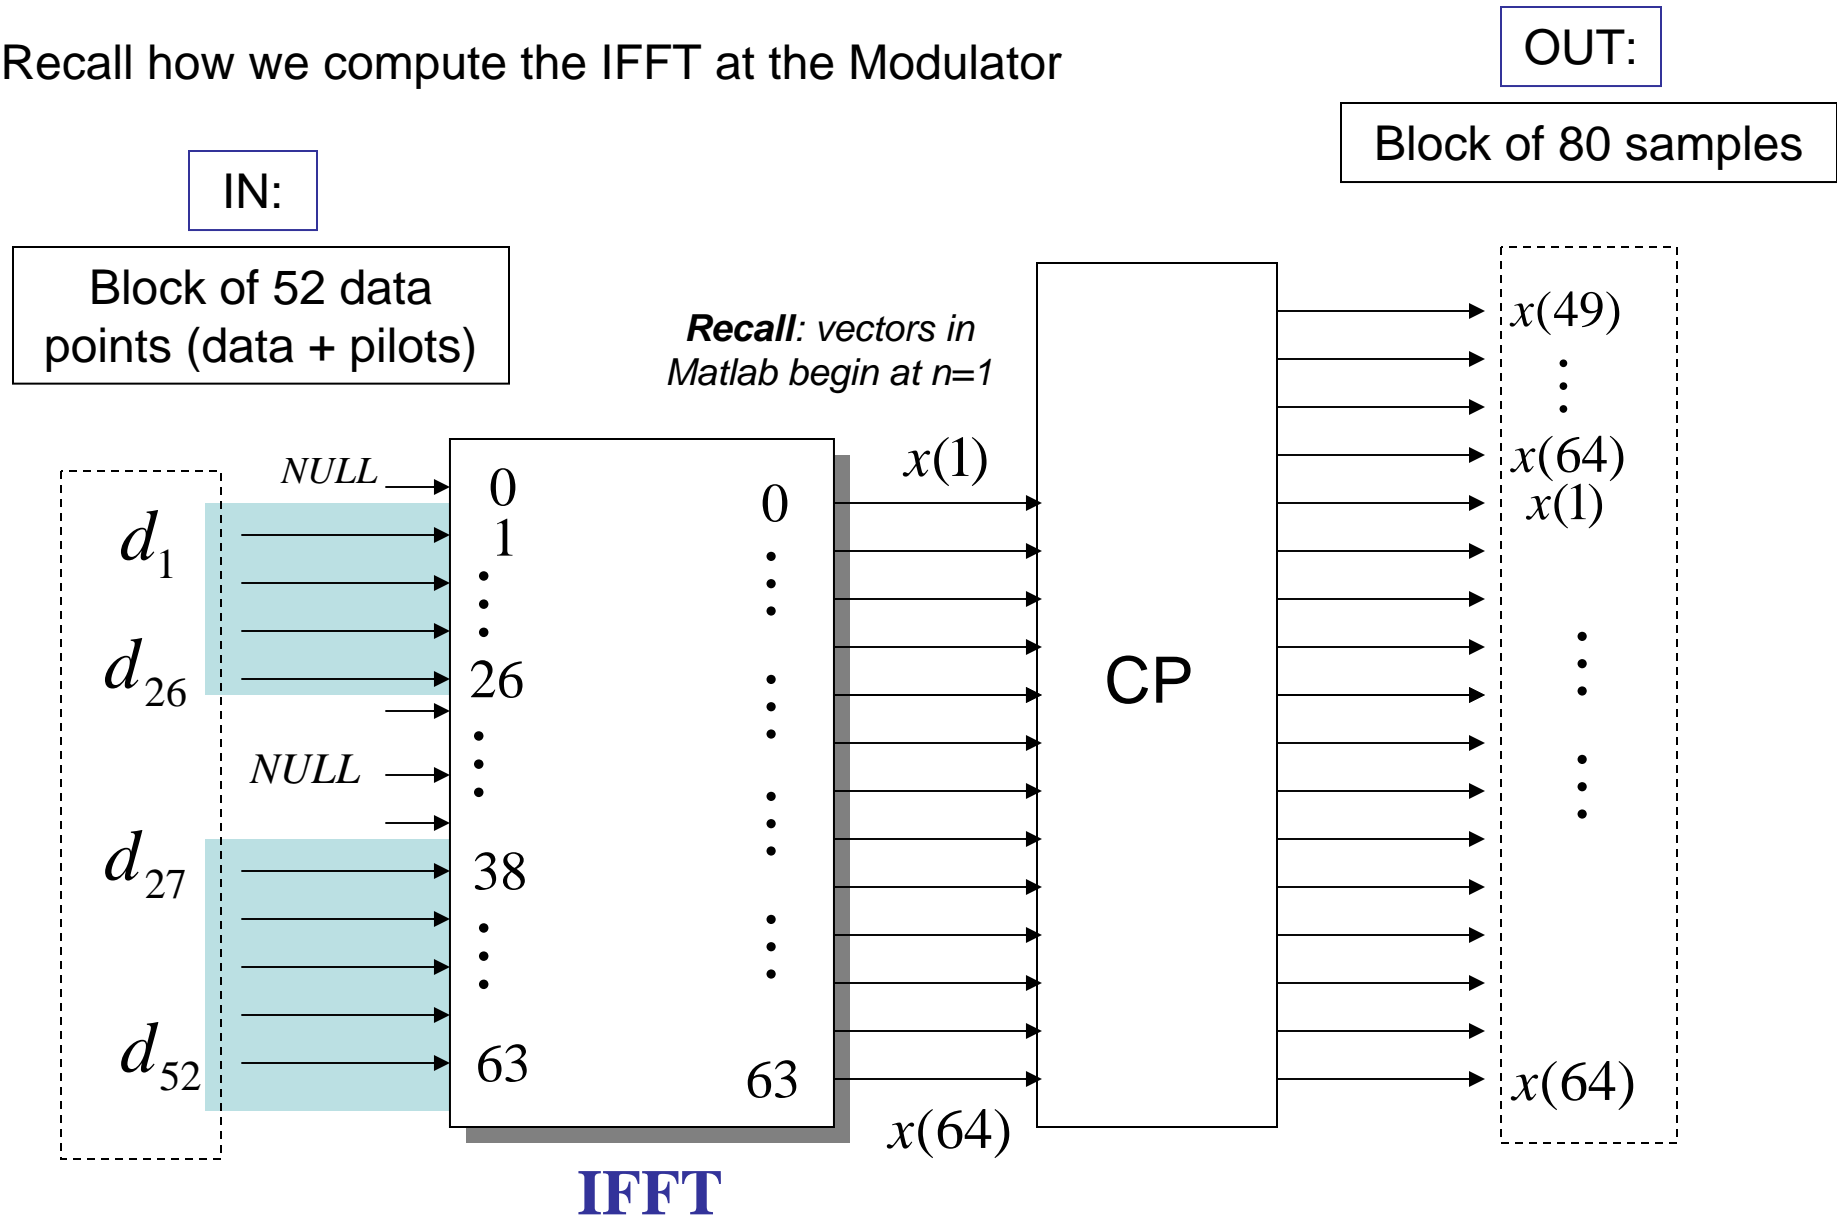 Recall how we compute the IFFT at the Modulator
OUT:
Block of 80 samples
IN:
Block of 52 data
points (data + pilots)
Recall: vectors in
Matlab begin at n=1
NULL
d1
d26
NULL
d27
d52
0
1
⋮
26
⋮
38
⋮
63
0
⋮
⋮
⋮
⋮
63
IFFT
x(1)
x(64)
CP
x(49)
⋮
x(64)
x(1)
⋮
⋮
x(64)